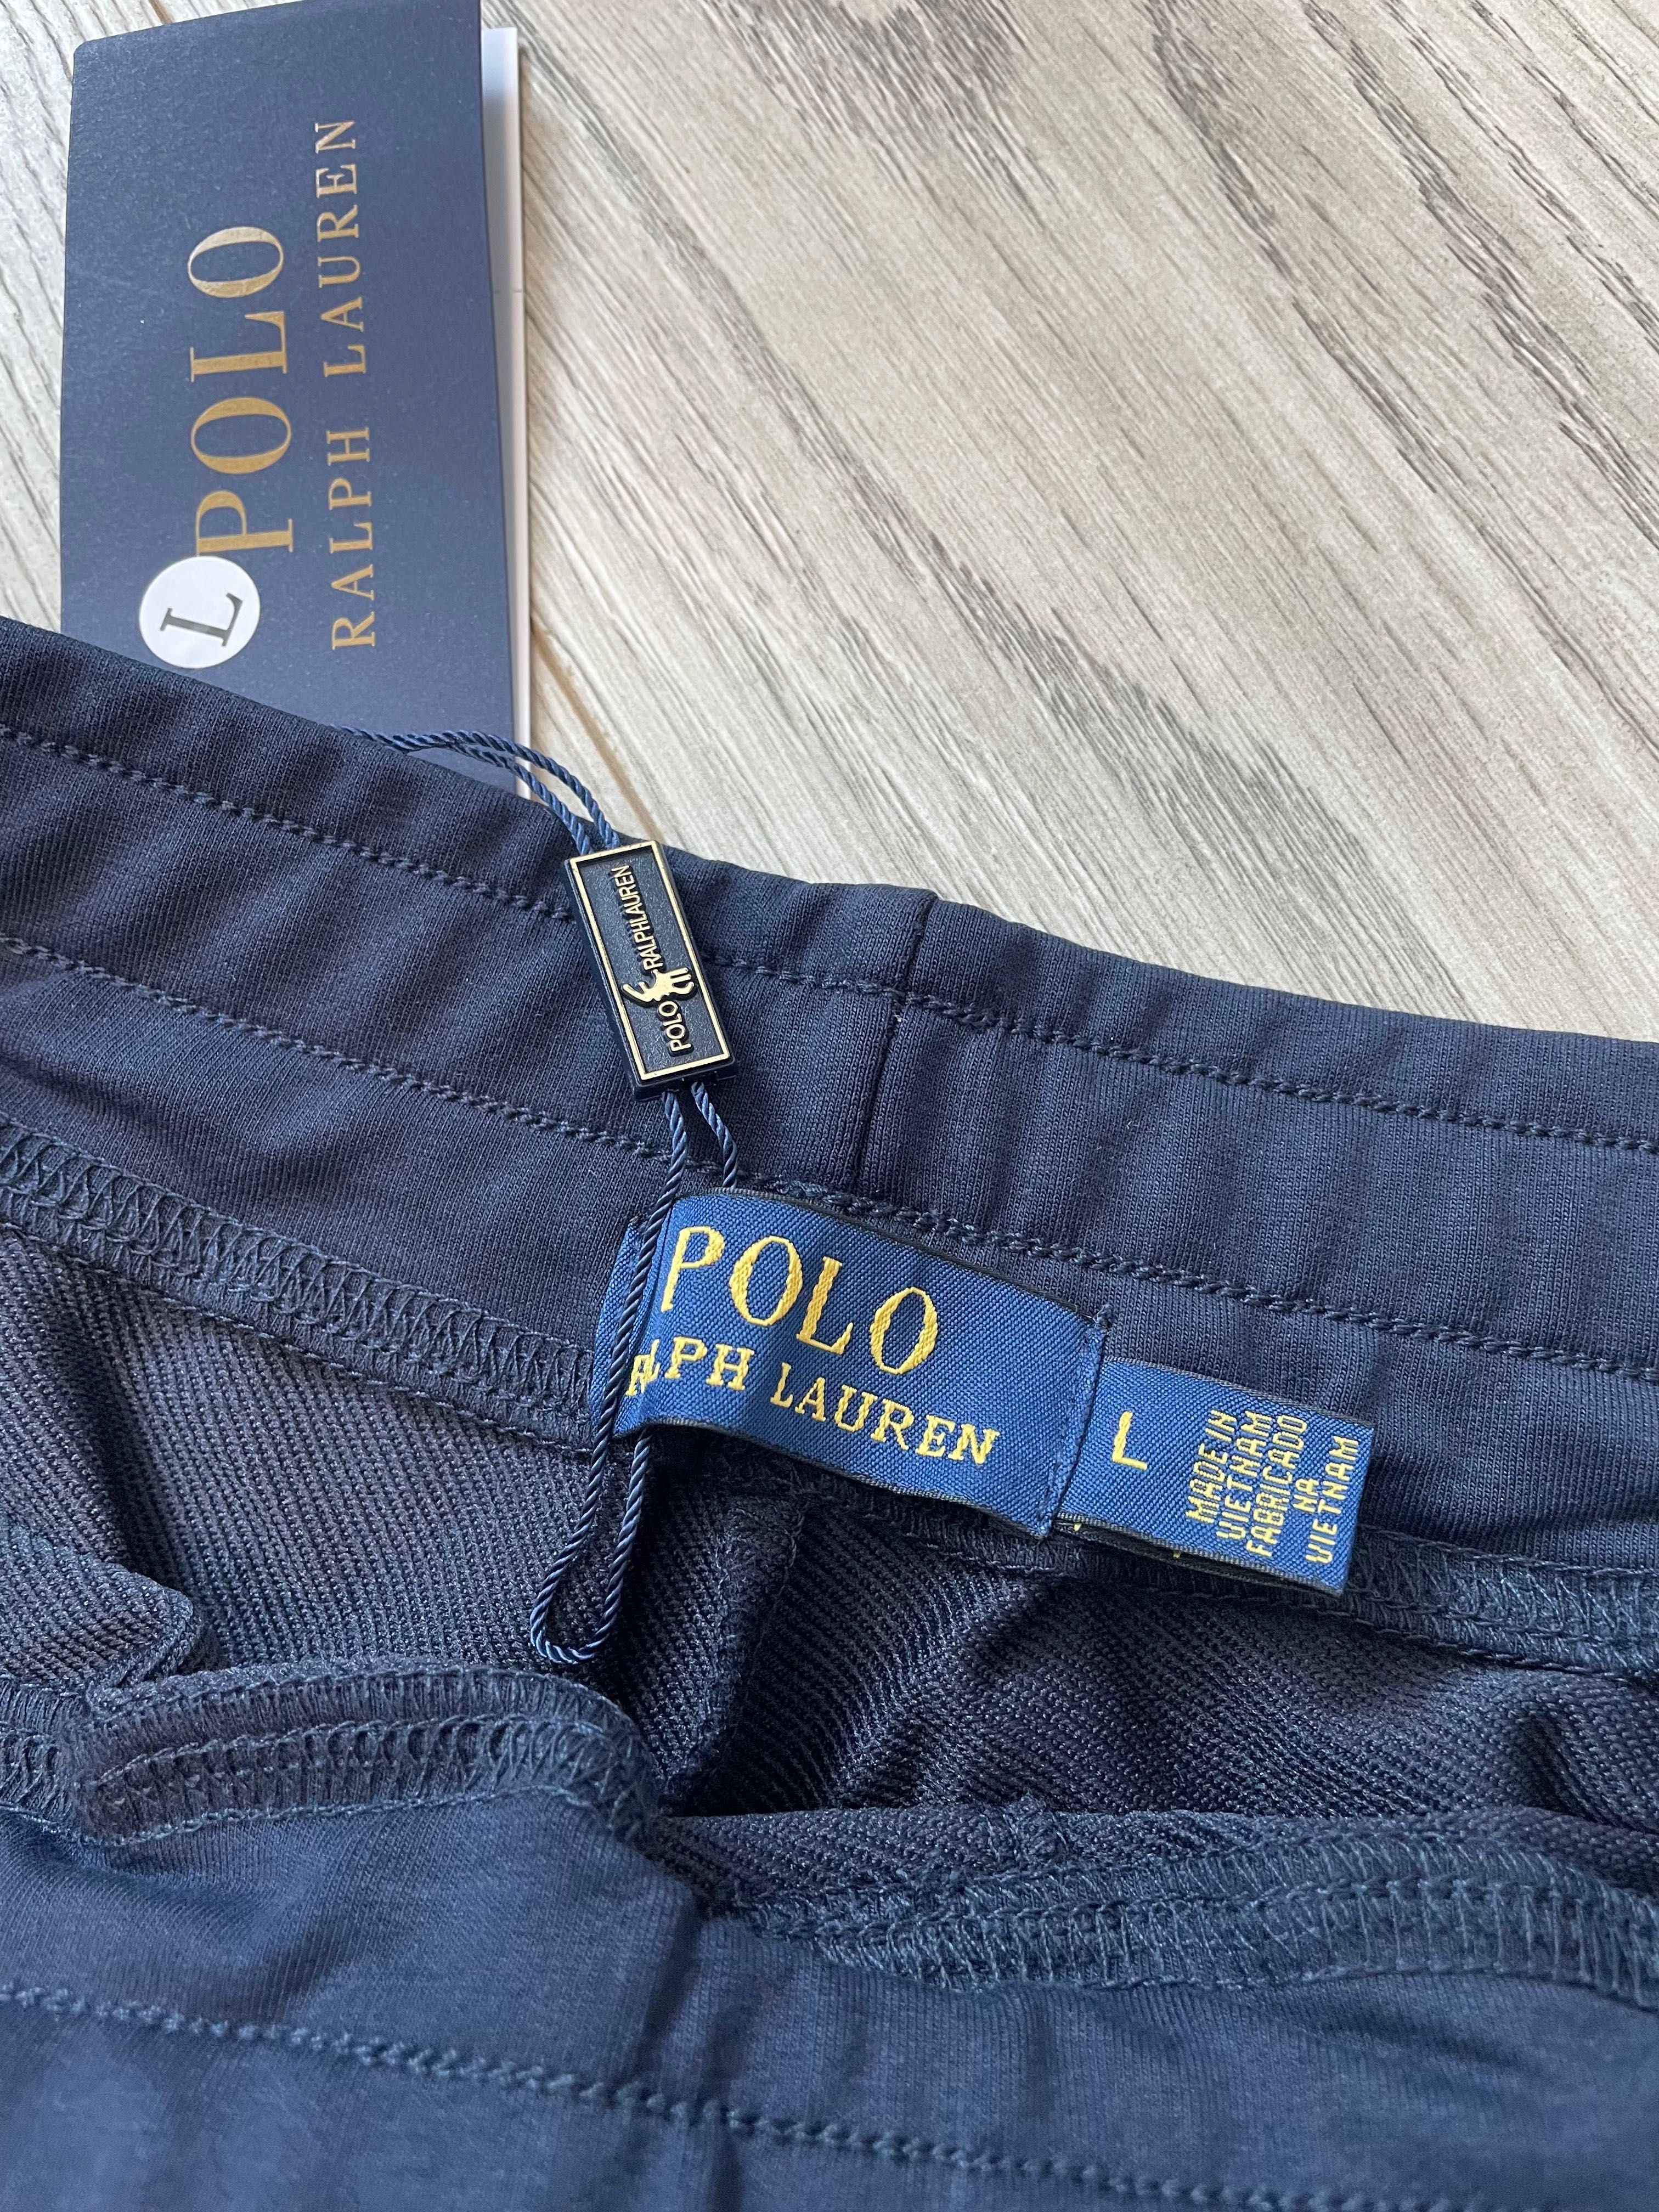 POLO
RALPH LAUREN
L
POLO RALPHLAUREN
POLO
RALPH LAUREN
L
MADE IN
VIETNAM
FABRICADO
NA
VIETNAM